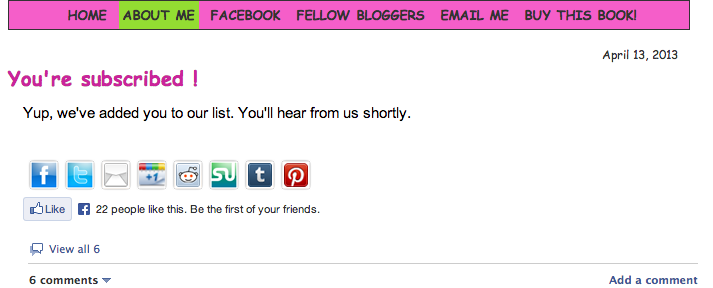 HOME ABOUT ME FACEBOOK FELLOW BLOGGERS EMAIL ME BUY THIS BOOK!
April 13, 2013
You're subscribed !
Yup, we've added you to our list. You'll hear from us shortly.
f t +1 SU t p
Like 22 people like this. Be the first of your friends.
View all 6
6 comments Add a comment